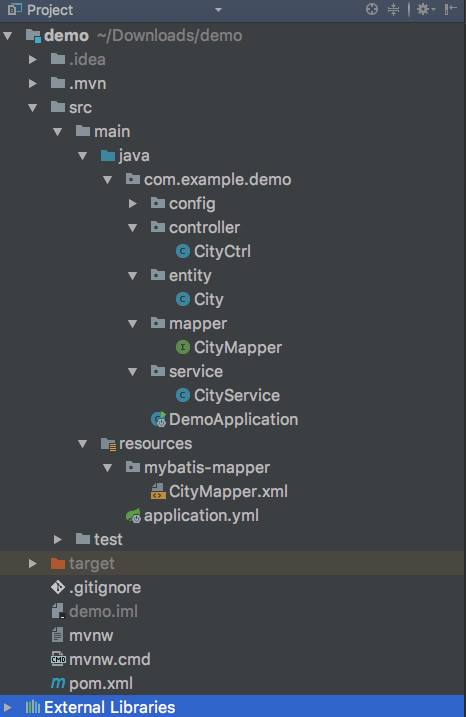 Project
demo ~/Downloads/demo
.idea
.mvn
src
main
java
com.example.demo
config
controller
CityCtrl
entity
City
mapper
CityMapper
service
CityService
DemoApplication
resources
mybatis-mapper
CityMapper.xml
application.yml
test
target
.gitignore
demo.iml
mvnw
mvnw.cmd
pom.xml
External Libraries